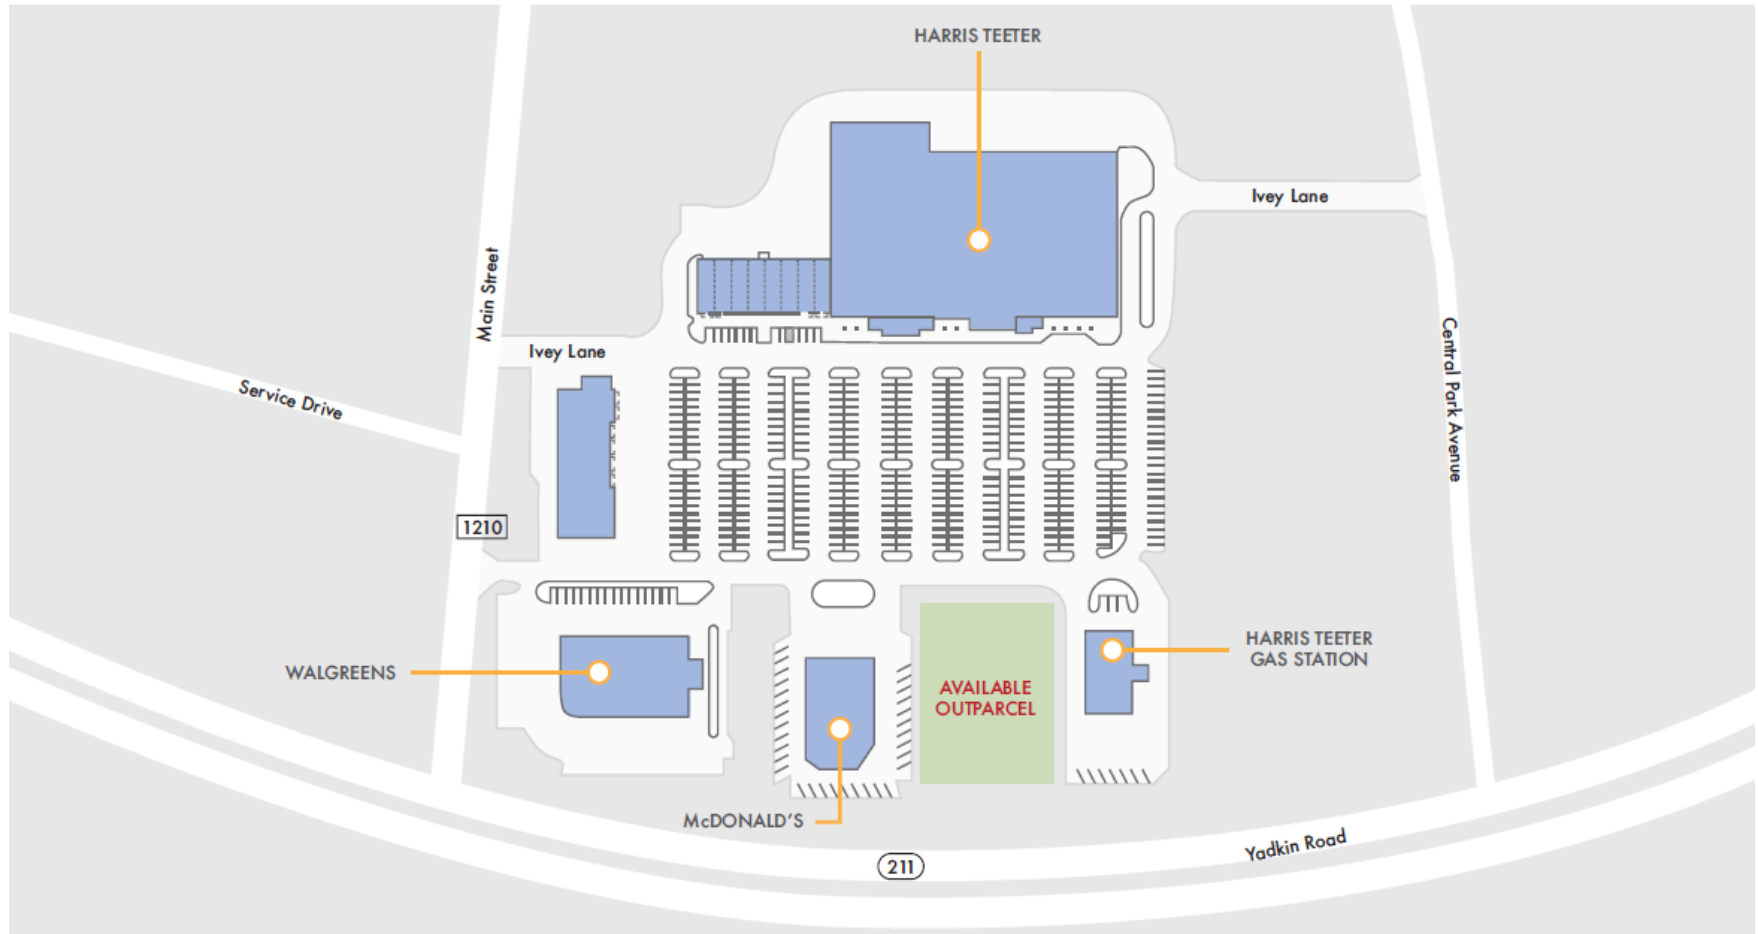 HARRIS TEETER
Ivey Lane
Main Street
Ivey Lane
Central Park Avenue
Service Drive
1210
HARRIS TEETER
GAS STATION
WALGREENS
AVAILABLE
OUTPARCEL
McDONALD'S
Yadkin Road
211